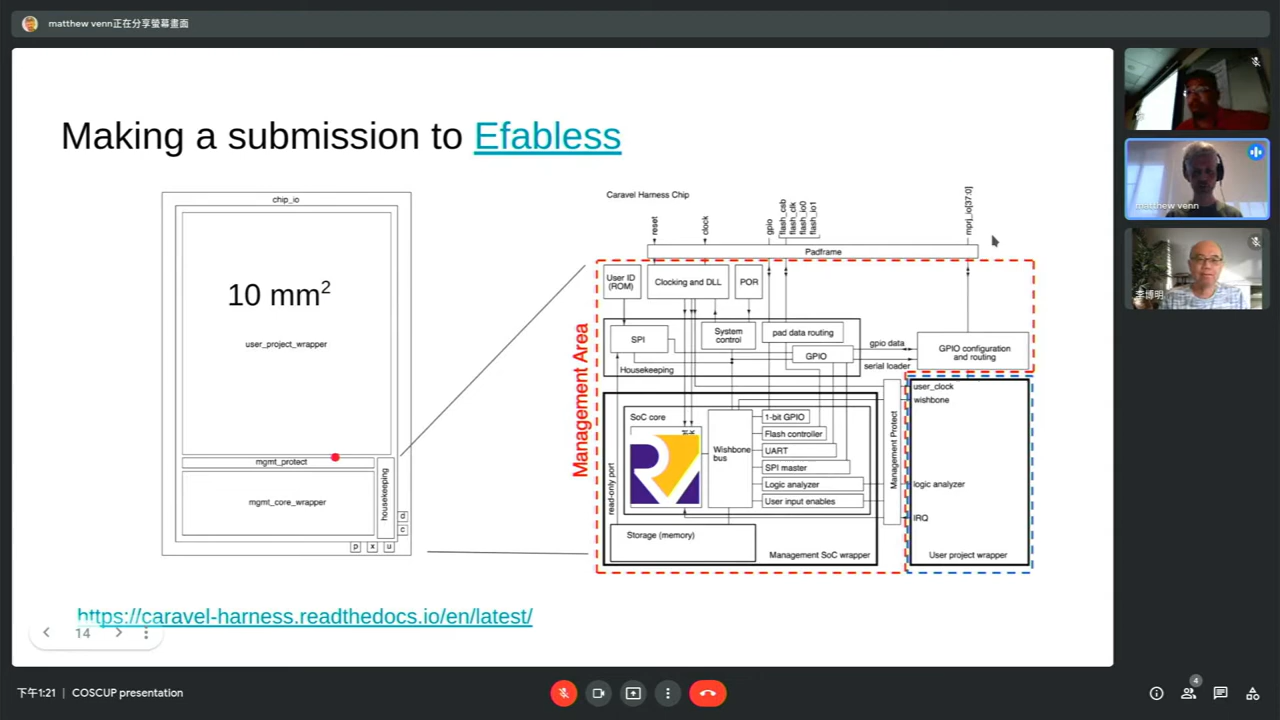 matthew venn正在分享螢幕畫面
Making a submission to Efabless
chip_io
10 mm²
user_project_wrapper
mgmt_protect
mgmt_core_wrapper
housekeeping
d
c
p x u
Caravel Harness Chip
reset
clock
gpio
flash_csb
flash_clk
flash_io0
flash_io1
mprj_io[37:0]
Padframe
Management Area
User ID
(ROM)
Clocking and DLL
POR
SPI
System
control
pad data routing
GPIO
Housekeeping
gpio data
serial loader
GPIO configuration
and routing
read-only port
SoC core
Wishbone
bus
1-bit GPIO
Flash controller
UART
SPI master
Logic analyzer
User input enables
Storage (memory)
Management SoC wrapper
Management Protect
user_clock
wishbone
logic analyzer
IRQ
User project wrapper
https://caravel-harness.readthedocs.io/en/latest/
14
matthew venn
李博明
下午1:21 | COSCUP presentation
4